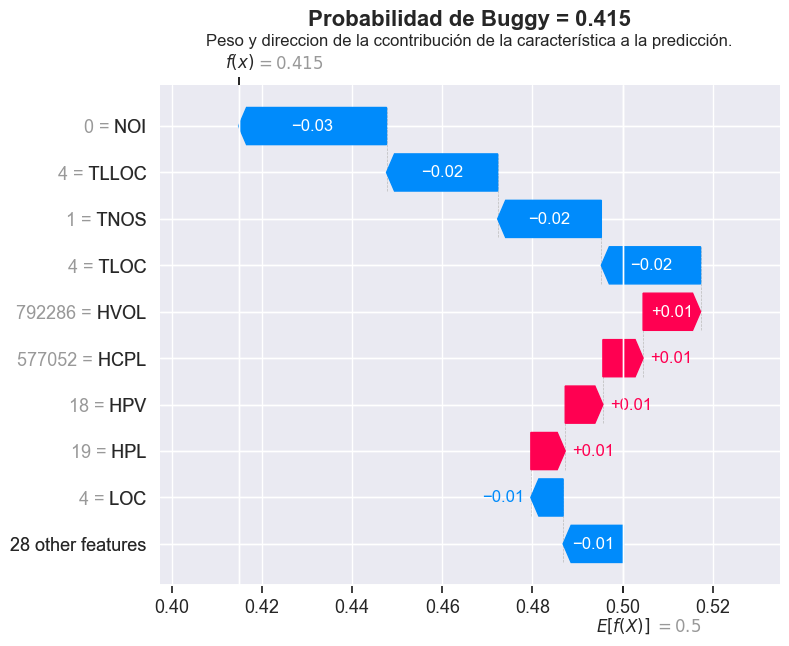 Probabilidad de Buggy = 0.415
Peso y direccion de la ccontribución de la característica a la predicción.
f(x) = 0.415
0 = NOI −0.03
4 = TLLOC −0.02
1 = TNOS −0.02
4 = TLOC −0.02
792286 = HVOL +0.01
577052 = HCPL +0.01
18 = HPV +0.01
19 = HPL +0.01
4 = LOC −0.01
28 other features −0.01
0.40 0.42 0.44 0.46 0.48 0.50 0.52
E[f(X)] = 0.5